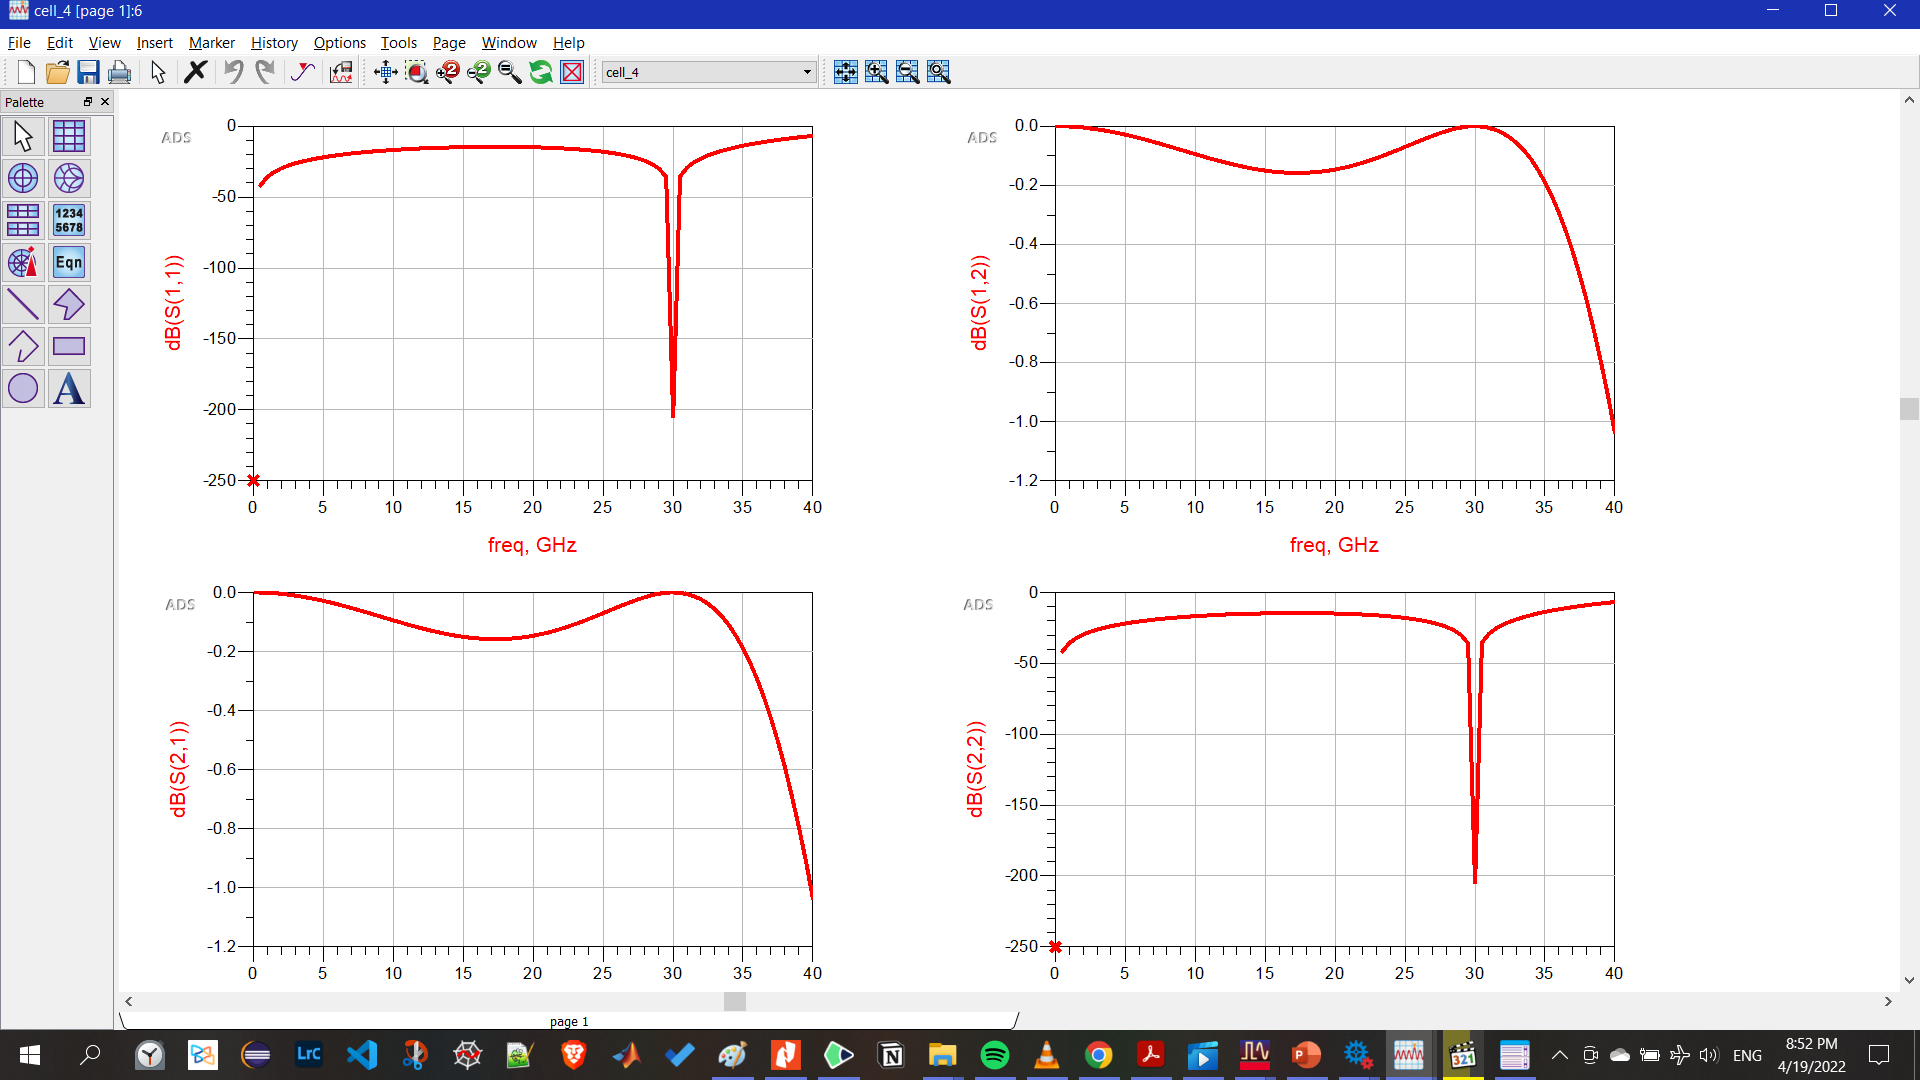 cell_4 [page 1]:6
File Edit View Insert Marker History Options Tools Page Window Help
cell_4
Palette
1234
5678
Eqn
ADS
0
-50
-100
-150
-200
-250
dB(S(1,1))
0 5 10 15 20 25 30 35 40
freq, GHz
ADS
0.0
-0.2
-0.4
-0.6
-0.8
-1.0
-1.2
dB(S(1,2))
0 5 10 15 20 25 30 35 40
freq, GHz
ADS
0.0
-0.2
-0.4
-0.6
-0.8
-1.0
-1.2
dB(S(2,1))
0 5 10 15 20 25 30 35 40
ADS
0
-50
-100
-150
-200
-250
dB(S(2,2))
0 5 10 15 20 25 30 35 40
page 1
Lrc
321
ENG
8:52 PM
4/19/2022